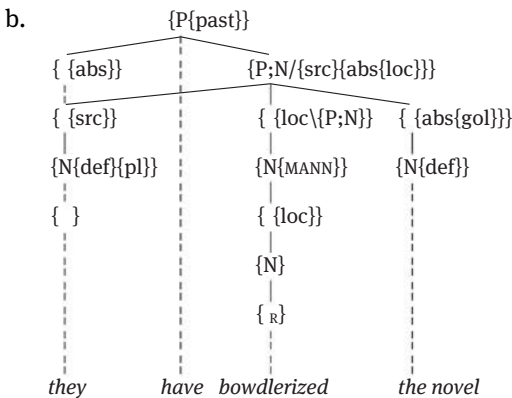 b.
{P{past}}
{ {abs}} {P;N/{src}{abs{loc}}}
{ {src}} { {loc\{P;N}} { {abs{gol}}}
{N{def}{pl}} {N{MANN}} {N{def}}
{ } { {loc}}
{N}
{ R}
they have bowdlerized the novel